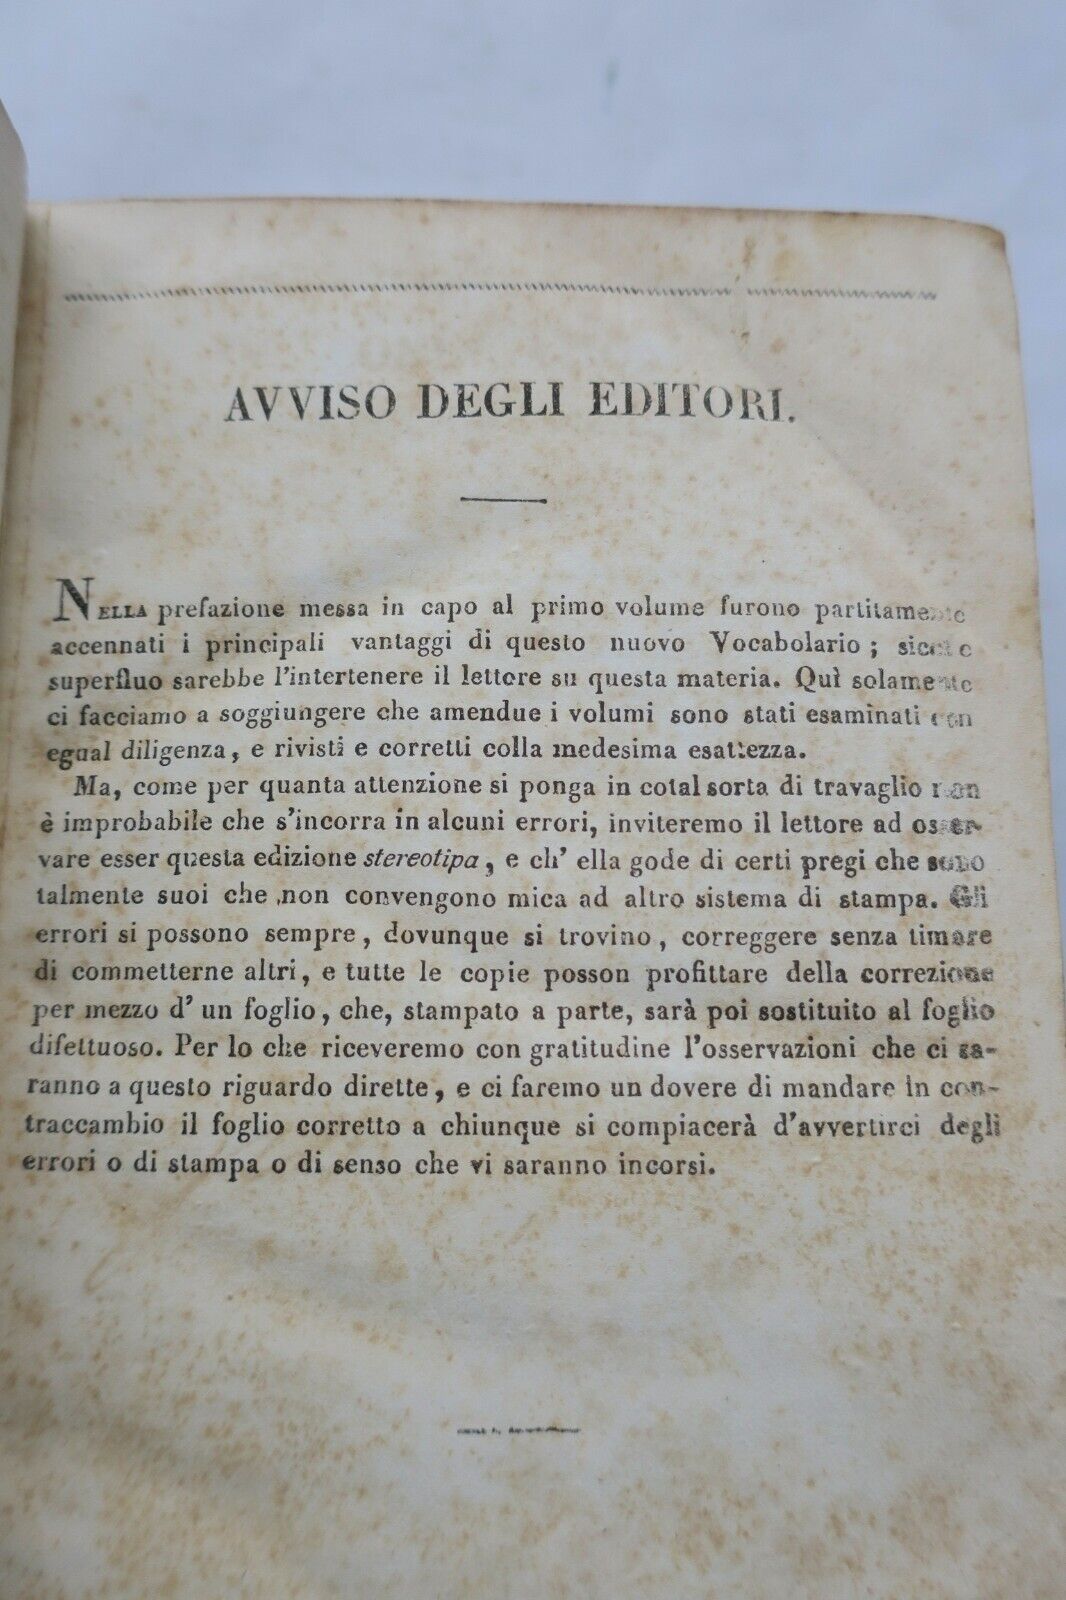 AVVISO DEGLI EDITORI.
NELLA prefazione messa in capo al primo volume furono partitamente
accennati i principali vantaggi di questo nuovo Vocabolario; sicchè
superfluo sarebbe l'intertenere il lettore su questa materia. Quì solamente
ci facciamo a soggiungere che amendue i volumi sono stati esaminati con
egual diligenza, e rivisti e corretti colla medesima esattezza.
Ma, come per quanta attenzione si ponga in cotal sorta di travaglio non
è improbabile che s'incorra in alcuni errori, inviteremo il lettore ad osser-
vare esser questa edizione stereotipa, e ch' ella gode di certi pregi che sono
talmente suoi che non convengono mica ad altro sistema di stampa. Gli
errori si possono sempre, dovunque si trovino, correggere senza timore
di commetterne altri, e tutte le copie posson profittare della correzione
per mezzo d' un foglio, che, stampato a parte, sarà poi sostituito al foglio
difettuoso. Per lo che riceveremo con gratitudine l'osservazioni che ci sa-
ranno a questo riguardo dirette, e ci faremo un dovere di mandare in con-
traccambio il foglio corretto a chiunque si compiacerà d'avvertirci degli
errori o di stampa o di senso che vi saranno incorsi.